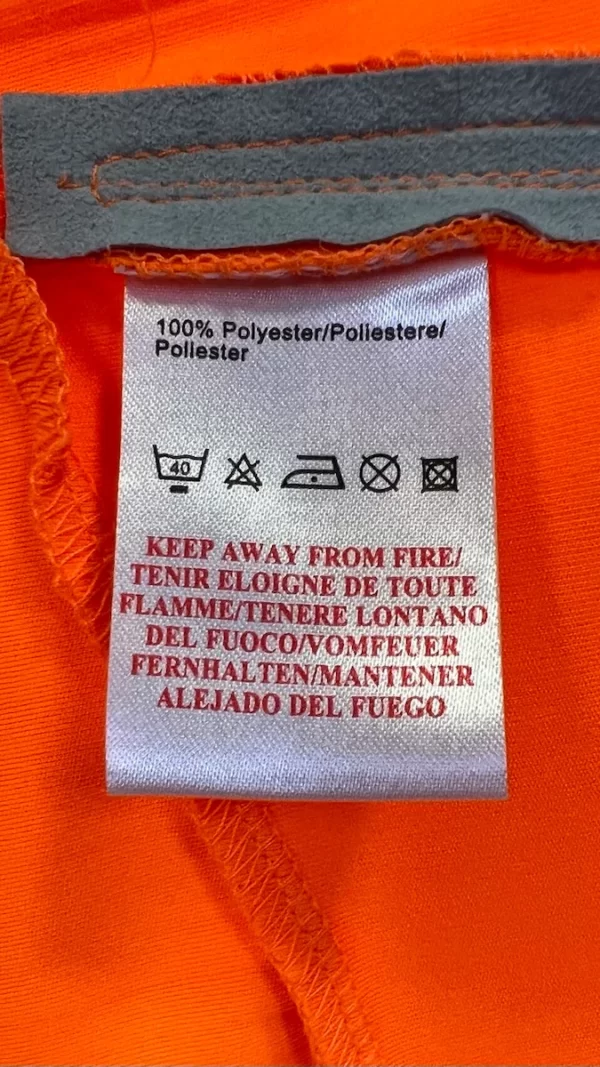 100% Polyester/Poliestere/
Poliester
40
KEEP AWAY FROM FIRE/
TENIR ELOIGNE DE TOUTE
FLAMME/TENERE LONTANO
DEL FUOCO/VOMFEUER
FERNHALTEN/MANTENER
ALEJADO DEL FUEGO